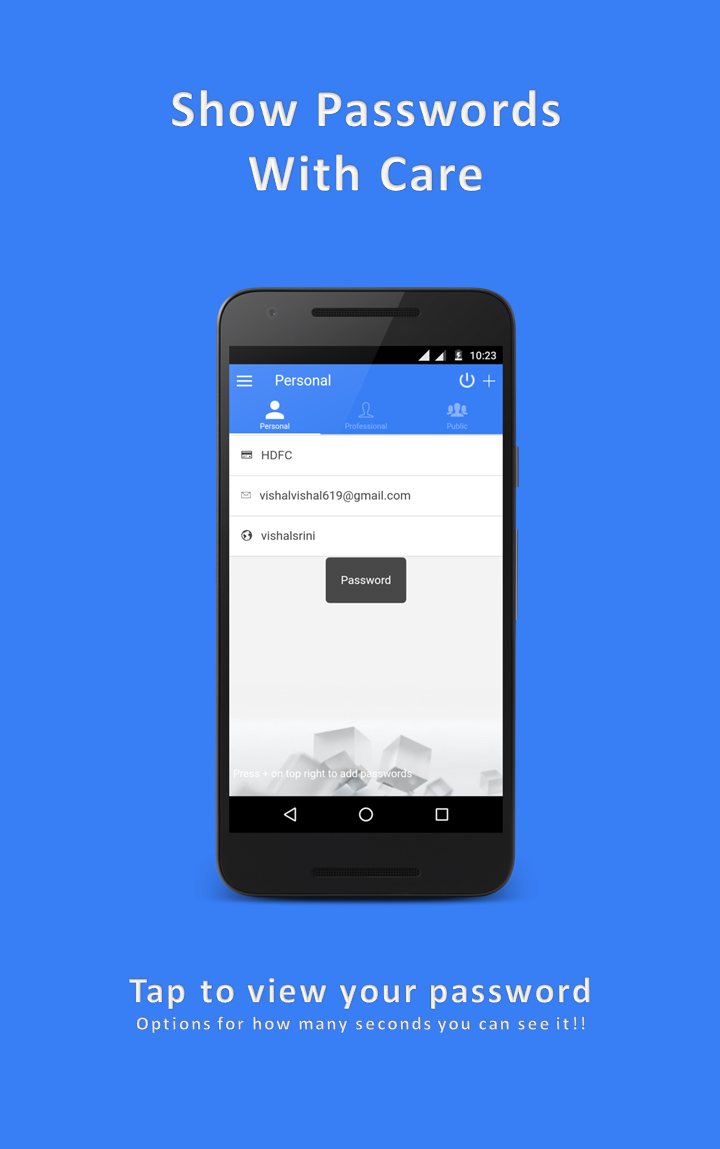 Show Passwords
With Care
10:23
Personal
Personal Professional Public
HDFC
vishalvishal619@gmail.com
vishalsrini
Password
Press + on top right to add passwords
Tap to view your password
Options for how many seconds you can see it!!